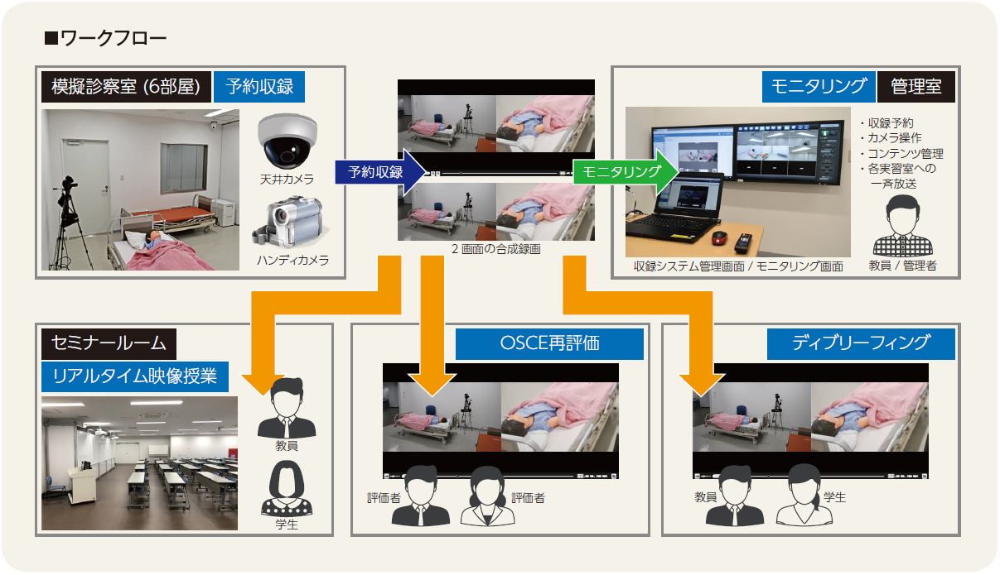 ■ワークフロー
模擬診察室 (6部屋)
予約収録
天井カメラ
ハンディカメラ
予約収録
2 画面の合成録画
モニタリング
モニタリング
管理室
・収録予約
・カメラ操作
・コンテンツ管理
・各実習室への
一斉放送
収録システム管理画面 / モニタリング画面
教員 / 管理者
セミナールーム
リアルタイム映像授業
教員
学生
OSCE再評価
評価者
評価者
ディブリーフィング
教員
学生